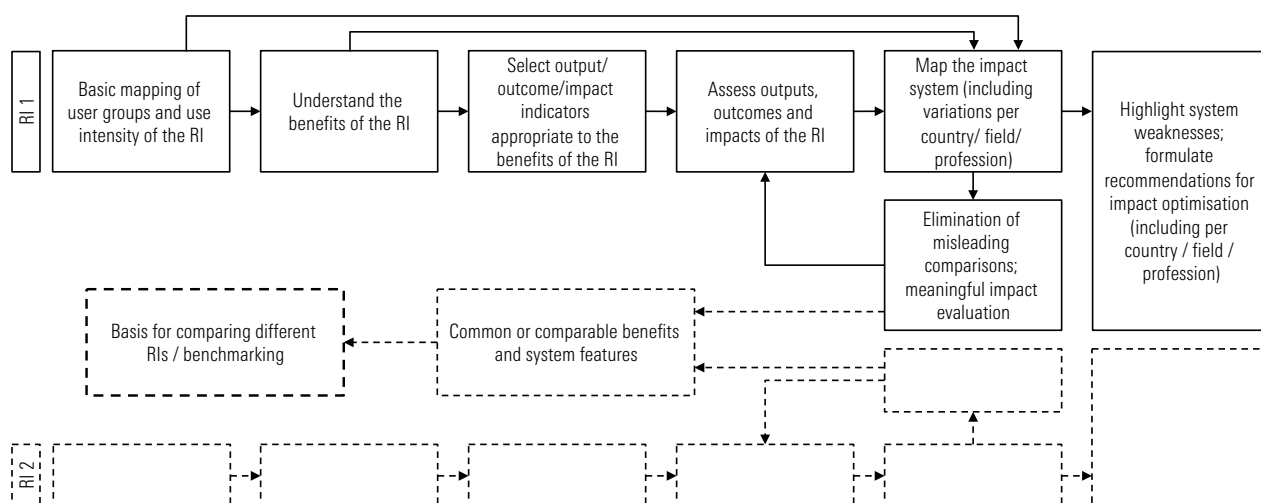 RI 1
Basic mapping of
user groups and use
intensity of the RI
Understand the
benefits of the RI
Select output/
outcome/impact
indicators
appropriate to the
benefits of the RI
Assess outputs,
outcomes and
impacts of the RI
Map the impact
system (including
variations per
country/ field/
profession)
Highlight system
weaknesses;
formulate
recommendations for
impact optimisation
(including per
country / field /
profession)
Elimination of
misleading
comparisons;
meaningful impact
evaluation
Basis for comparing different
RIs / benchmarking
Common or comparable benefits
and system features
RI 2